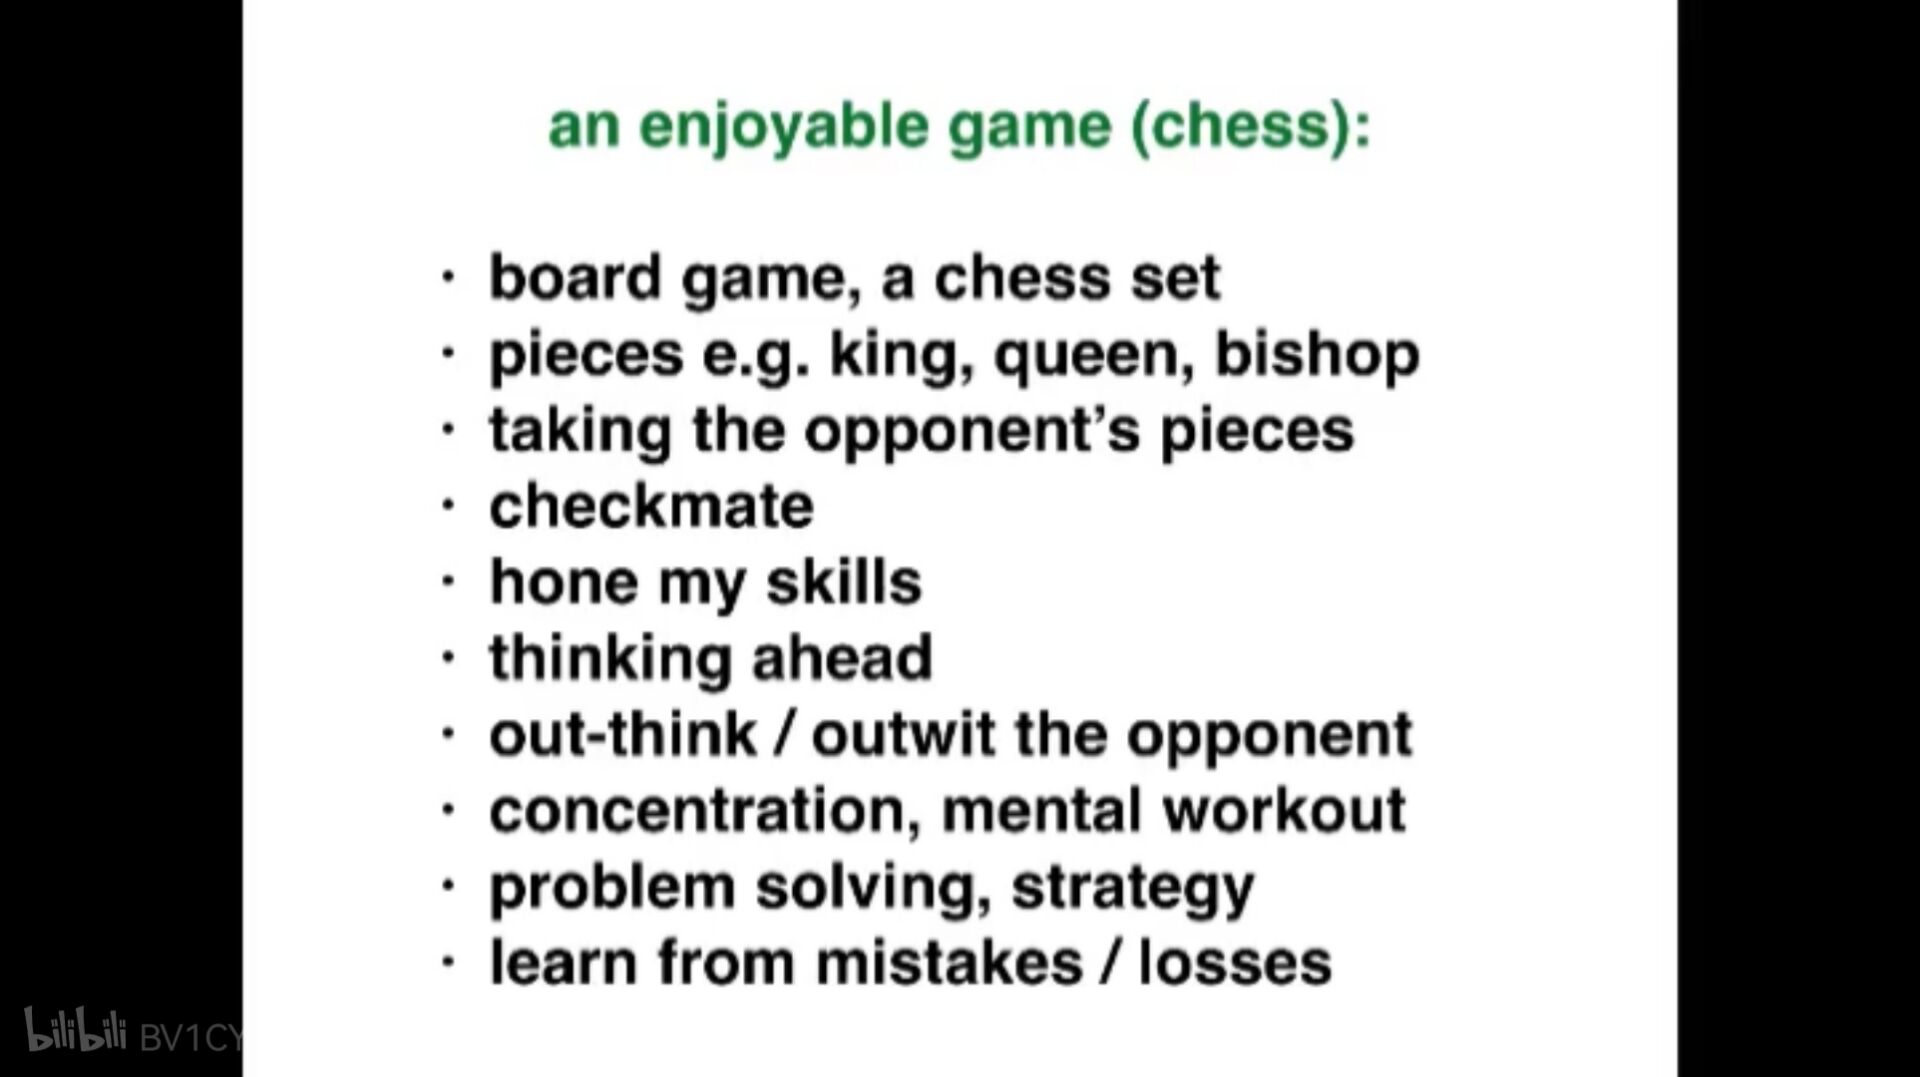 an enjoyable game (chess):
· board game, a chess set
· pieces e.g. king, queen, bishop
· taking the opponent’s pieces
· checkmate
· hone my skills
· thinking ahead
· out-think / outwit the opponent
· concentration, mental workout
· problem solving, strategy
· learn from mistakes / losses
bilibili BV1CY